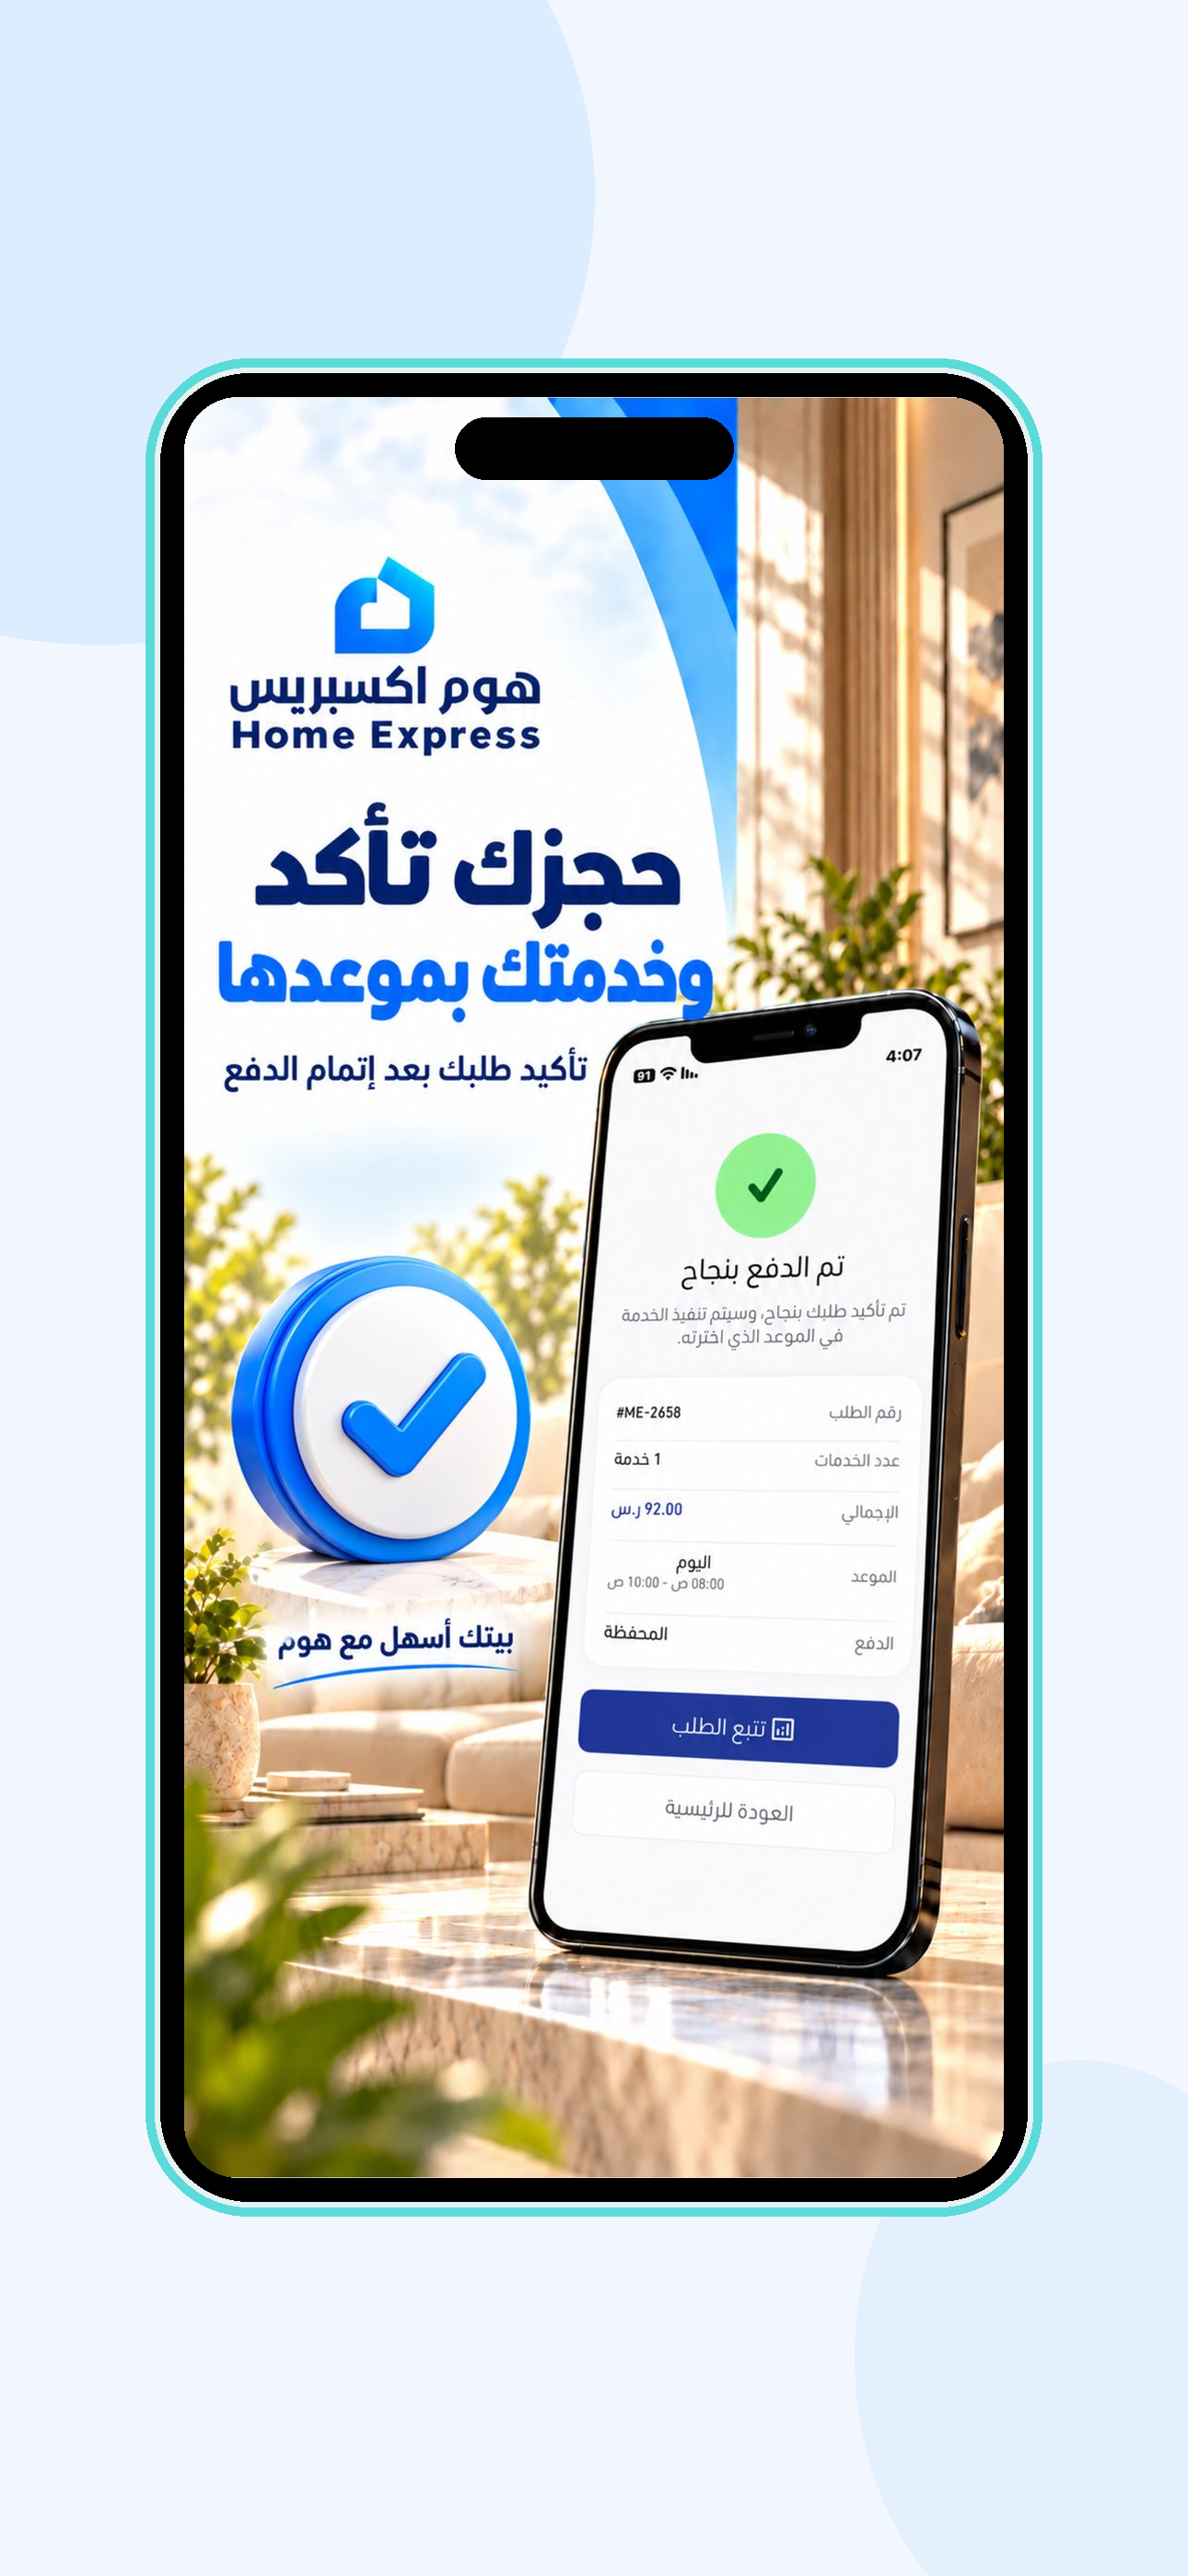 هوم اكسبريس
Home Express
حجزك تأكد
وخدمتك بموعدها
تأكيد طلبك بعد إتمام الدفع
4:07
91
تم الدفع بنجاح
تم تأكيد طلبك بنجاح، وسيتم تنفيذ الخدمة
في الموعد الذي اخترته.
رقم الطلب #ME-2658
عدد الخدمات 1 خدمة
الإجمالي 92.00 ر.س
الموعد اليوم
08:00 ص - 10:00 ص
الدفع المحفظة
تتبع الطلب
العودة للرئيسية
بيتك أسهل مع هوم